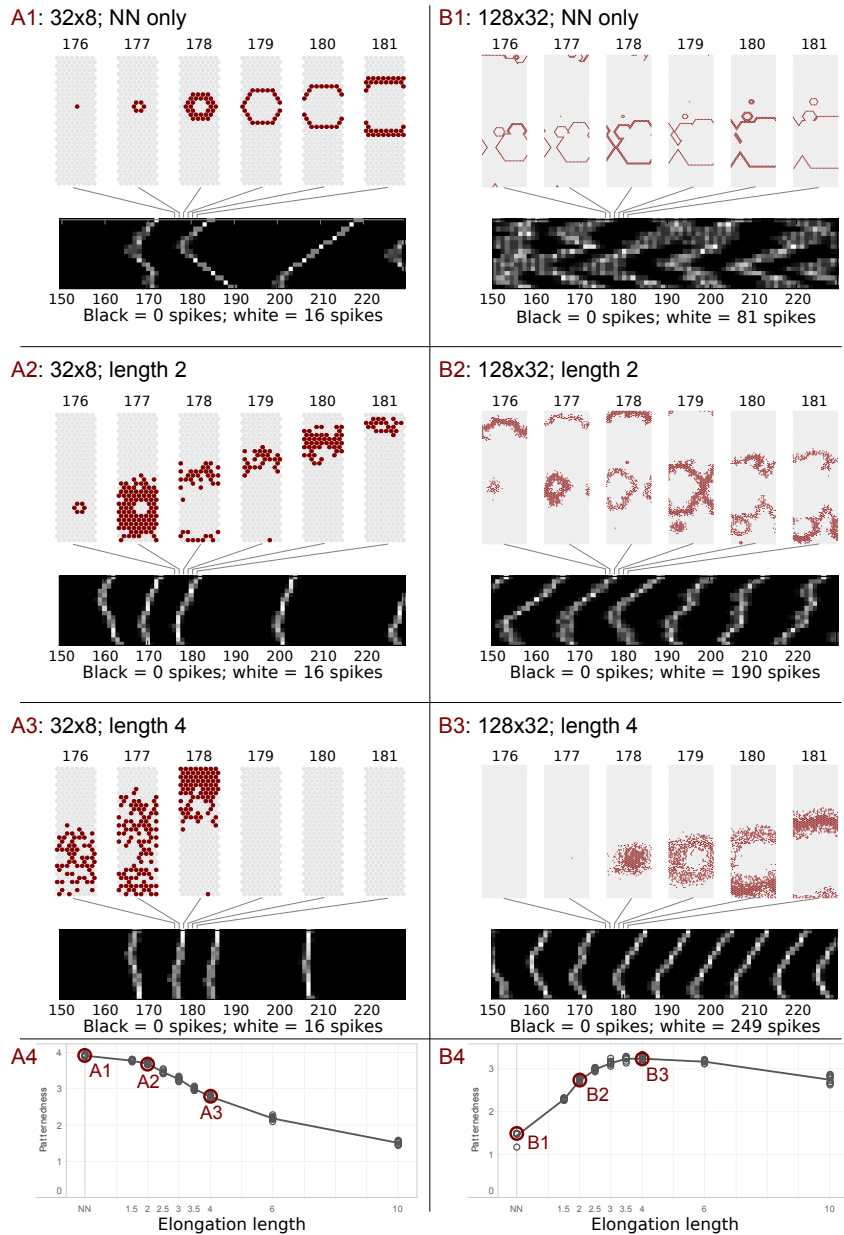 A1: 32x8; NN only
176 177 178 179 180 181
150 160 170 180 190 200 210 220
Black = 0 spikes; white = 16 spikes
B1: 128x32; NN only
176 177 178 179 180 181
150 160 170 180 190 200 210 220
Black = 0 spikes; white = 81 spikes
A2: 32x8; length 2
176 177 178 179 180 181
150 160 170 180 190 200 210 220
Black = 0 spikes; white = 16 spikes
B2: 128x32; length 2
176 177 178 179 180 181
150 160 170 180 190 200 210 220
Black = 0 spikes; white = 190 spikes
A3: 32x8; length 4
176 177 178 179 180 181
150 160 170 180 190 200 210 220
Black = 0 spikes; white = 16 spikes
B3: 128x32; length 4
176 177 178 179 180 181
150 160 170 180 190 200 210 220
Black = 0 spikes; white = 249 spikes
A4
Patternedness
4
3
2
1
0
A1
A2
A3
NN 1.5 2 2.5 3 3.5 4 6 10
Elongation length
B4
Patternedness
3
2
1
0
B1
B2
B3
NN 1.5 2 2.5 3 3.5 4 6 10
Elongation length